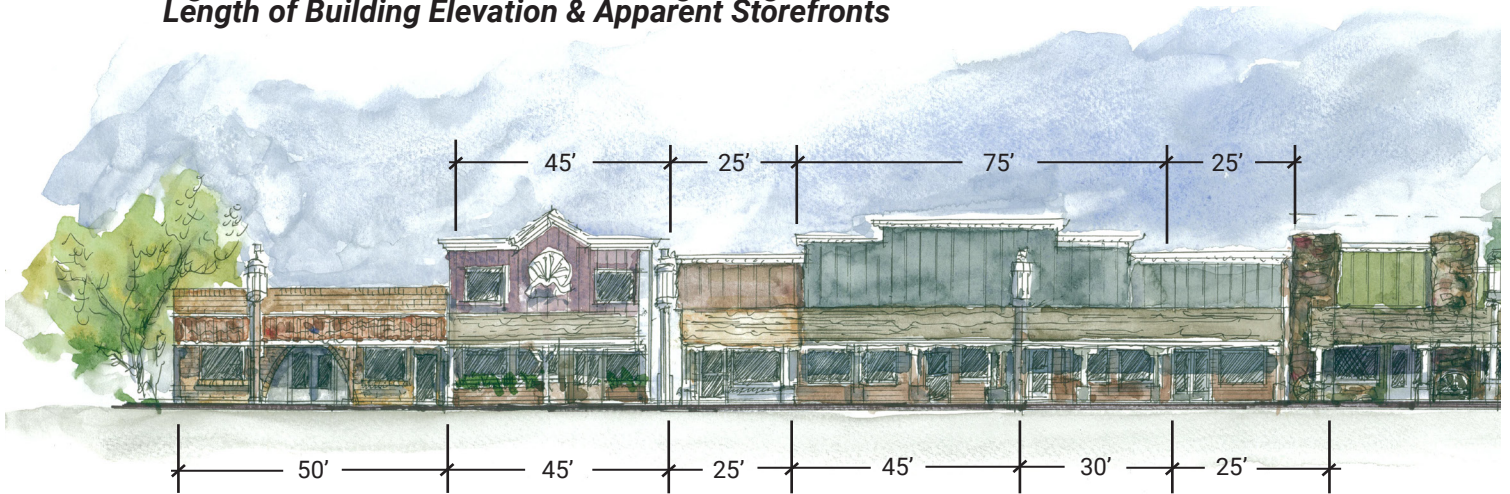 Length of Building Elevation & Apparent Storefronts
45’ 25’ 75’ 25’
50’ 45’ 25’ 45’ 30’ 25’